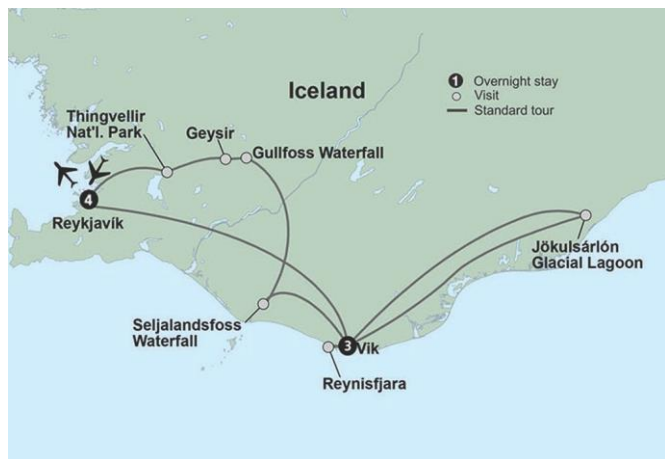 Iceland
1 Overnight stay
Visit
Standard tour
Thingvellir
Nat'l. Park
Geysir
Gullfoss Waterfall
4
Reykjavík
Jökulsárlón
Glacial Lagoon
Seljalandsfoss
Waterfall
3 Vik
Reynisfjara